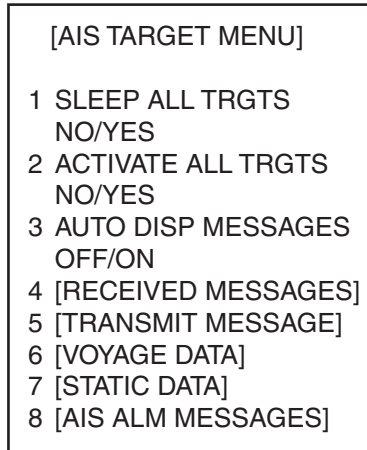 [AIS TARGET MENU]
1 SLEEP ALL TRGTS
NO/YES
2 ACTIVATE ALL TRGTS
NO/YES
3 AUTO DISP MESSAGES
OFF/ON
4 [RECEIVED MESSAGES]
5 [TRANSMIT MESSAGE]
6 [VOYAGE DATA]
7 [STATIC DATA]
8 [AIS ALM MESSAGES]